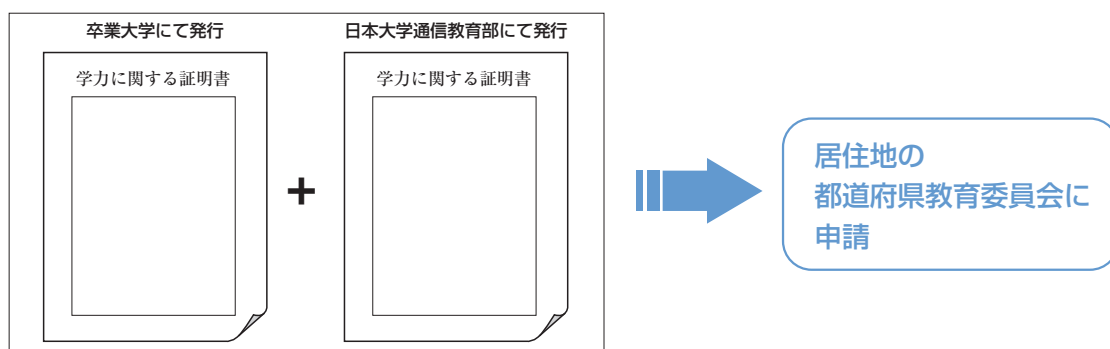 卒業大学にて発行
日本大学通信教育部にて発行
学力に関する証明書
学力に関する証明書
+
居住地の
都道府県教育委員会に
申請